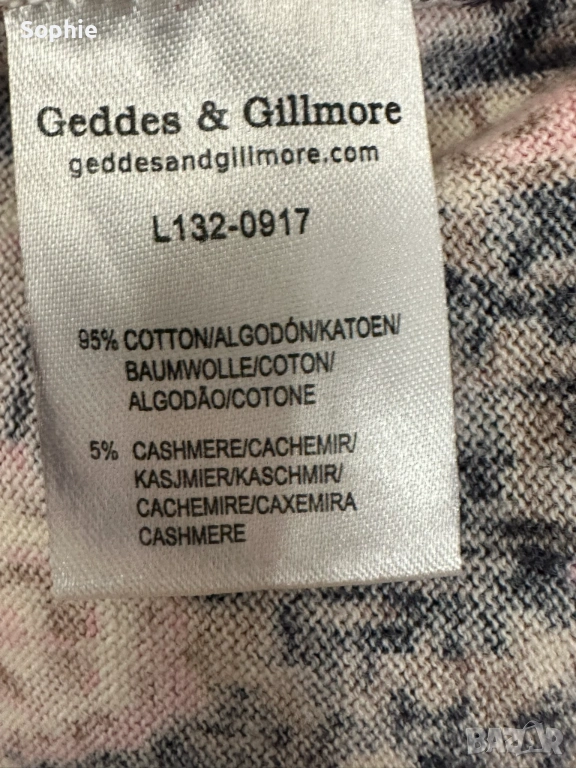 Sophie
Geddes & Gillmore
geddesandgillmore.com
L132-0917
95% COTTON/ALGODÓN/KATOEN/
BAUMWOLLE/COTON/
ALGODÃO/COTONE
5% CASHMERE/CACHEMIR/
KASJMIER/KASCHMIR/
CACHEMIRE/CAXEMIRA
CASHMERE
BAZAR